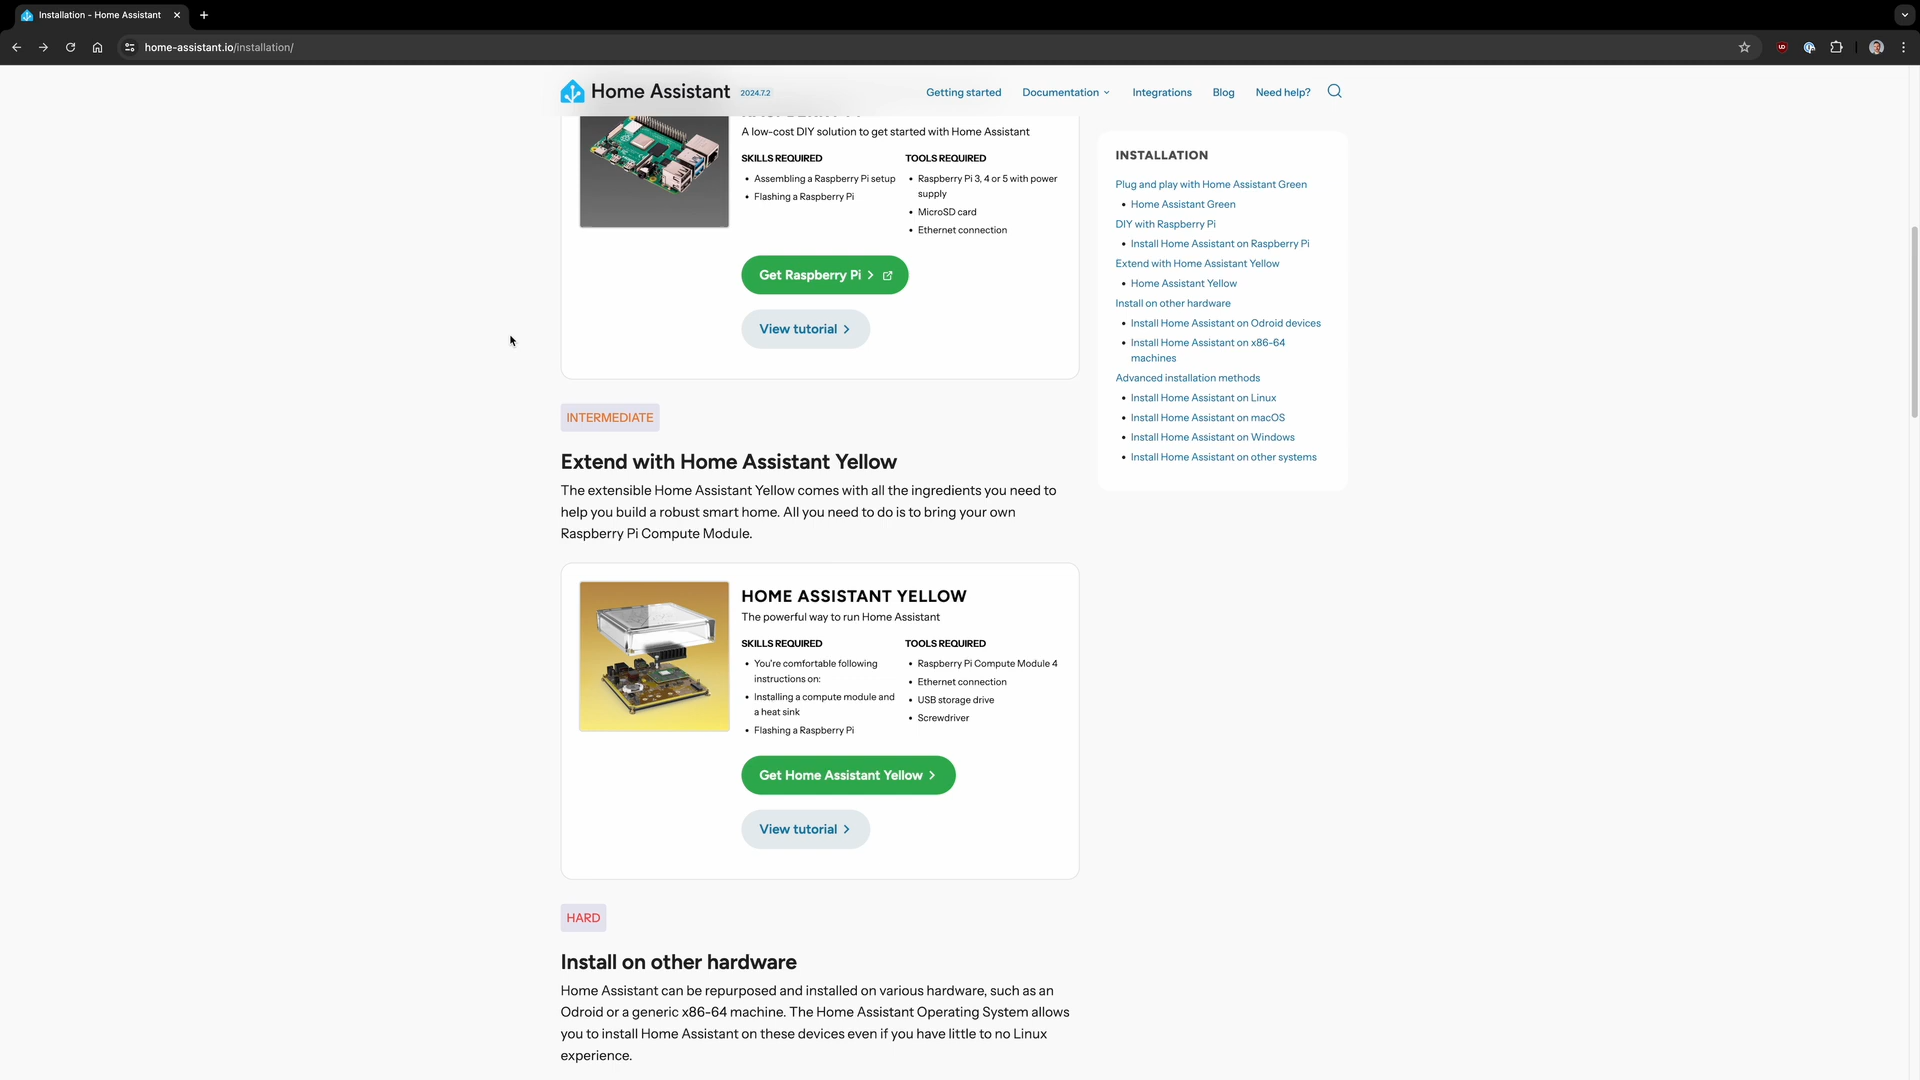 Installation - Home Assistant
home-assistant.io/installation/
Home Assistant 2024.7.2
Getting started
Documentation
Integrations
Blog
Need help?
A low-cost DIY solution to get started with Home Assistant
SKILLS REQUIRED
Assembling a Raspberry Pi setup
Flashing a Raspberry Pi
TOOLS REQUIRED
Raspberry Pi 3, 4 or 5 with power
supply
MicroSD card
Ethernet connection
Get Raspberry Pi
View tutorial
INTERMEDIATE
Extend with Home Assistant Yellow
The extensible Home Assistant Yellow comes with all the ingredients you need to
help you build a robust smart home. All you need to do is to bring your own
Raspberry Pi Compute Module.
HOME ASSISTANT YELLOW
The powerful way to run Home Assistant
SKILLS REQUIRED
You're comfortable following
instructions on:
Installing a compute module and
a heat sink
Flashing a Raspberry Pi
TOOLS REQUIRED
Raspberry Pi Compute Module 4
Ethernet connection
USB storage drive
Screwdriver
Get Home Assistant Yellow
View tutorial
HARD
Install on other hardware
Home Assistant can be repurposed and installed on various hardware, such as an
Odroid or a generic x86-64 machine. The Home Assistant Operating System allows
you to install Home Assistant on these devices even if you have little to no Linux
experience.
INSTALLATION
Plug and play with Home Assistant Green
Home Assistant Green
DIY with Raspberry Pi
Install Home Assistant on Raspberry Pi
Extend with Home Assistant Yellow
Home Assistant Yellow
Install on other hardware
Install Home Assistant on Odroid devices
Install Home Assistant on x86-64
machines
Advanced installation methods
Install Home Assistant on Linux
Install Home Assistant on macOS
Install Home Assistant on Windows
Install Home Assistant on other systems